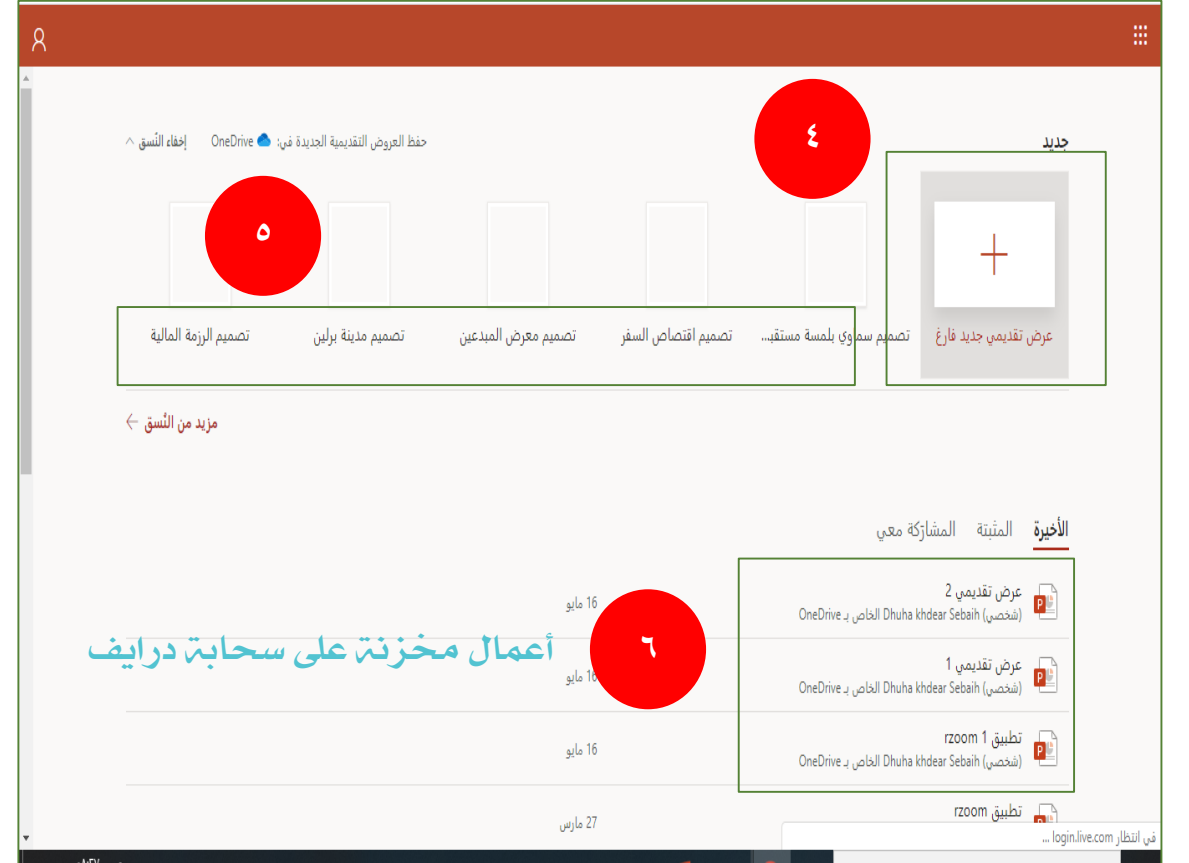 حفظ العروض التقديمية الجديدة في: OneDrive إخفاء النُسق
٤
جديد
٥
عرض تقديمي جديد فارغ
تصميم سماوي بلمسة مستقبـ...
تصميم اقتصاص السفر
تصميم معرض المبدعين
تصميم مدينة برلين
تصميم الرزمة المالية
مزيد من النُسق
الأخيرة المثبتة المشارَكة معي
عرض تقديمي 2
16 مايو
Dhuha khdear Sebaih (شخصي) الخاص بـ OneDrive
أعمال مخزنة على سحابة درايف
٦
عرض تقديمي 1
16 مايو
Dhuha khdear Sebaih (شخصي) الخاص بـ OneDrive
تطبيق rzoom 1
16 مايو
Dhuha khdear Sebaih (شخصي) الخاص بـ OneDrive
تطبيق rzoom
27 مارس
في انتظار login.live.com ...